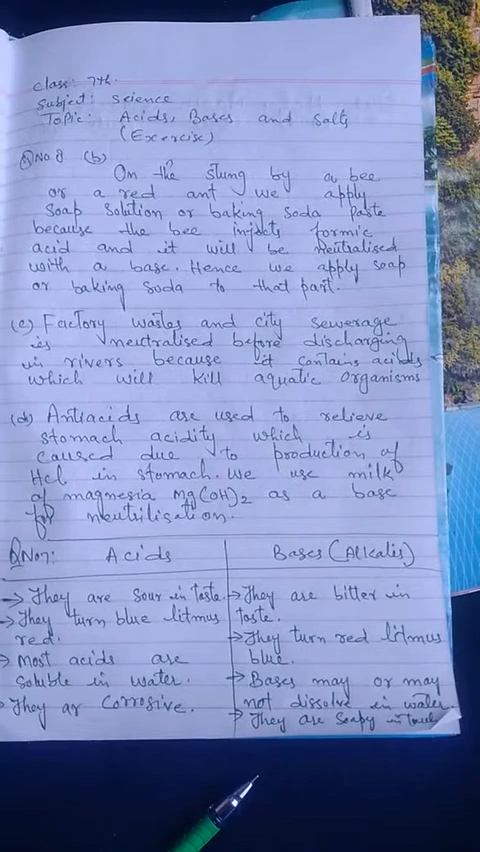 Class: 7th.
Subject: Science
Topic: Acids, Bases and Salts
(Exercise)
QNo.8 (b)
On the stung by a bee
or a red ant we apply
Soap Solution or baking Soda Paste
because the bee injects formic
acid and it will be Neutralised
with a base. Hence we apply Soap
or baking Soda to that part.
(c) Factory wastes and city sewerage
is neutralised before discharging
in rivers because it contains acids
which will kill aquatic organisms
(d) Antiacids are used to relieve
Stomach acidity which is
caused due to production of
Hcl in stomach. We use milk
of magnesia Mg(OH)2 as a base
for neutrilisation.
QNo7: Acids Bases (Alkalis)
→ They are Sour in taste. → They are bitter in
taste.
→ They turn blue litmus
red. → They turn red litmus
blue.
→ Most acids are
Soluble in water. → Bases may or may
not dissolve in water.
→ They ar Corrosive. → They are Soapy in touch